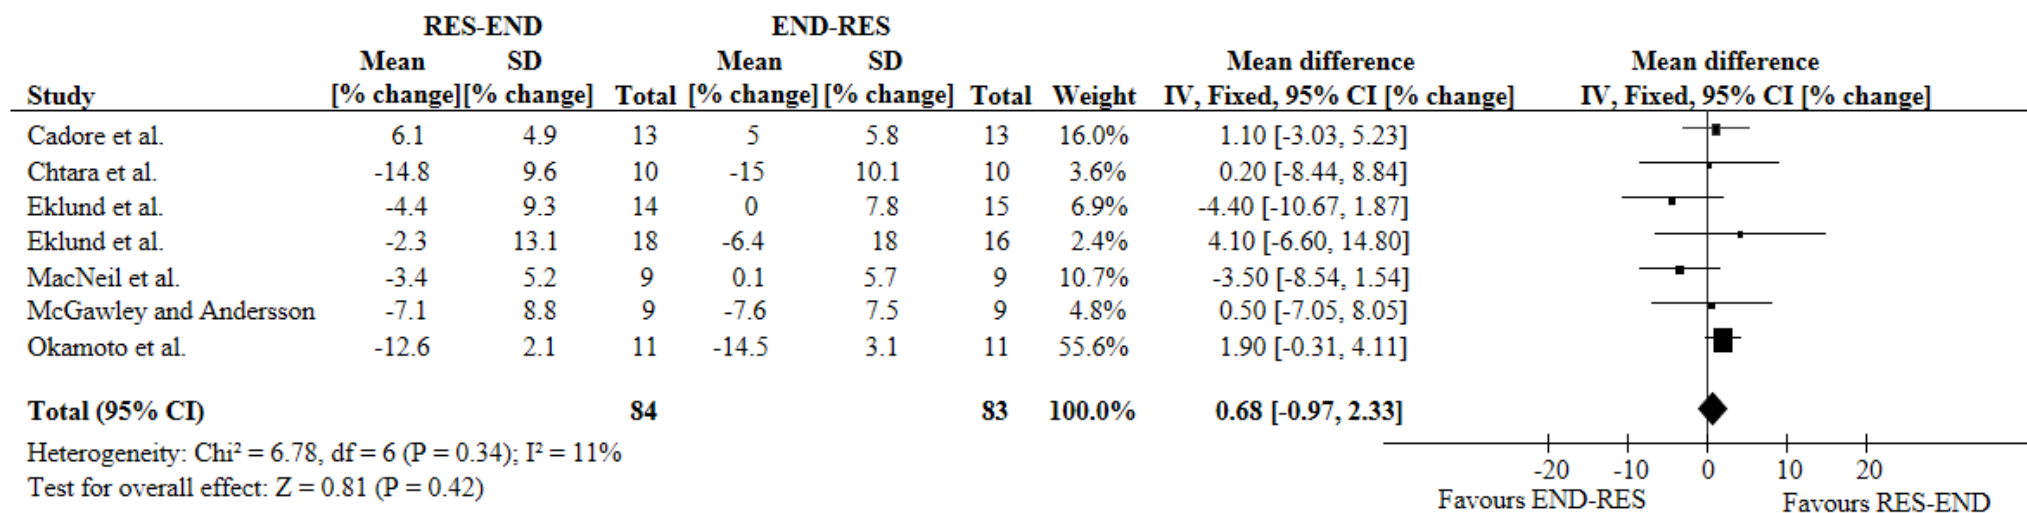 RES-END END-RES
Mean SD Mean SD Mean difference Mean difference
Study [% change] [% change] Total [% change] [% change] Total Weight IV, Fixed, 95% CI [% change] IV, Fixed, 95% CI [% change]
Cadore et al. 6.1 4.9 13 5 5.8 13 16.0% 1.10 [-3.03, 5.23]
Chtara et al. -14.8 9.6 10 -15 10.1 10 3.6% 0.20 [-8.44, 8.84]
Eklund et al. -4.4 9.3 14 0 7.8 15 6.9% -4.40 [-10.67, 1.87]
Eklund et al. -2.3 13.1 18 -6.4 18 16 2.4% 4.10 [-6.60, 14.80]
MacNeil et al. -3.4 5.2 9 0.1 5.7 9 10.7% -3.50 [-8.54, 1.54]
McGawley and Andersson -7.1 8.8 9 -7.6 7.5 9 4.8% 0.50 [-7.05, 8.05]
Okamoto et al. -12.6 2.1 11 -14.5 3.1 11 55.6% 1.90 [-0.31, 4.11]
Total (95% CI) 84 83 100.0% 0.68 [-0.97, 2.33]
Heterogeneity: Chi² = 6.78, df = 6 (P = 0.34); I² = 11%
Test for overall effect: Z = 0.81 (P = 0.42)
-20 -10 0 10 20
Favours END-RES Favours RES-END